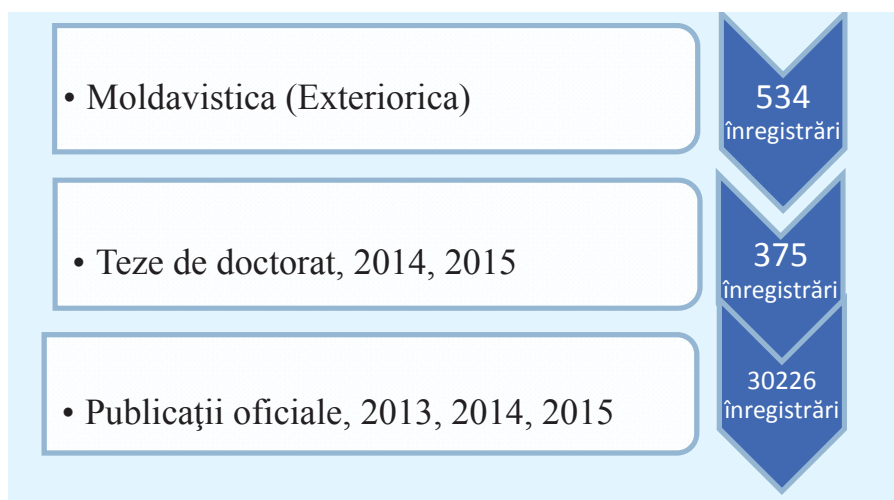 • Moldavistica (Exteriorica)
534
înregistrări
• Teze de doctorat, 2014, 2015
375
înregistrări
• Publicaţii oficiale, 2013, 2014, 2015
30226
înregistrări